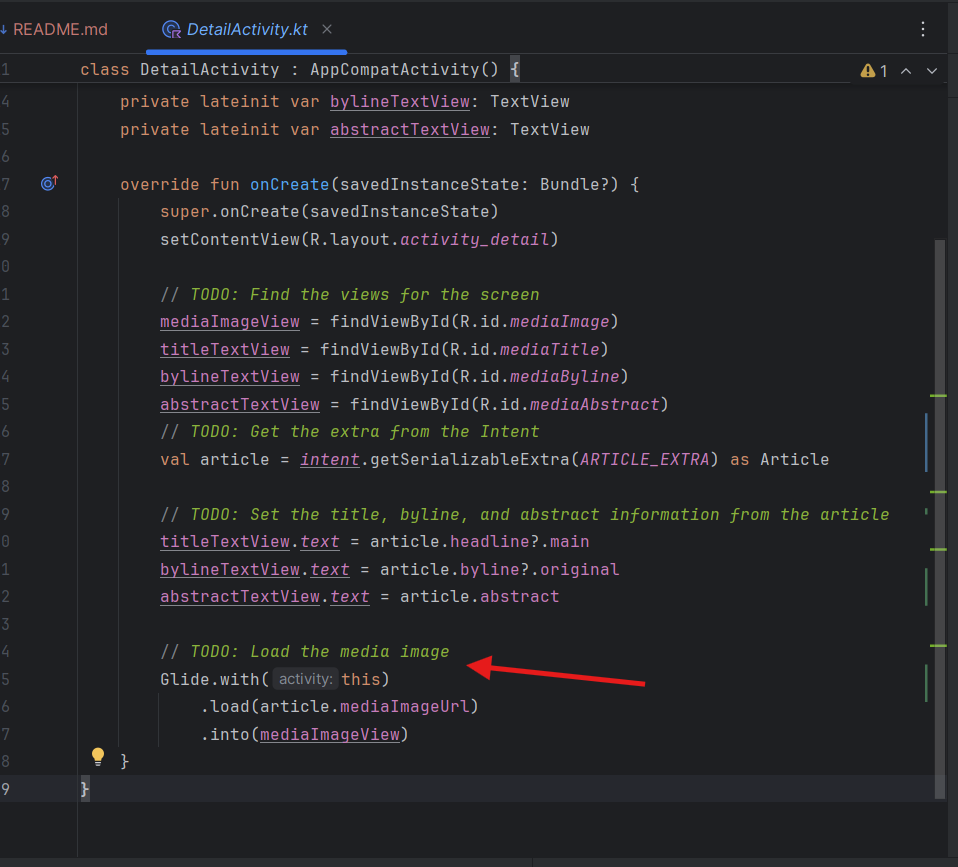 README.md DetailActivity.kt
1 class DetailActivity : AppCompatActivity() { 1
4 private lateinit var bylineTextView: TextView
5 private lateinit var abstractTextView: TextView
6
7 override fun onCreate(savedInstanceState: Bundle?) {
8 super.onCreate(savedInstanceState)
9 setContentView(R.layout.activity_detail)
0
1 // TODO: Find the views for the screen
2 mediaImageView = findViewById(R.id.mediaImage)
3 titleTextView = findViewById(R.id.mediaTitle)
4 bylineTextView = findViewById(R.id.mediaByline)
5 abstractTextView = findViewById(R.id.mediaAbstract)
6 // TODO: Get the extra from the Intent
7 val article = intent.getSerializableExtra(ARTICLE_EXTRA) as Article
8
9 // TODO: Set the title, byline, and abstract information from the article
0 titleTextView.text = article.headline?.main
1 bylineTextView.text = article.byline?.original
2 abstractTextView.text = article.abstract
3
4 // TODO: Load the media image
5 Glide.with( activity: this)
6 .load(article.mediaImageUrl)
7 .into(mediaImageView)
8 }
9 }